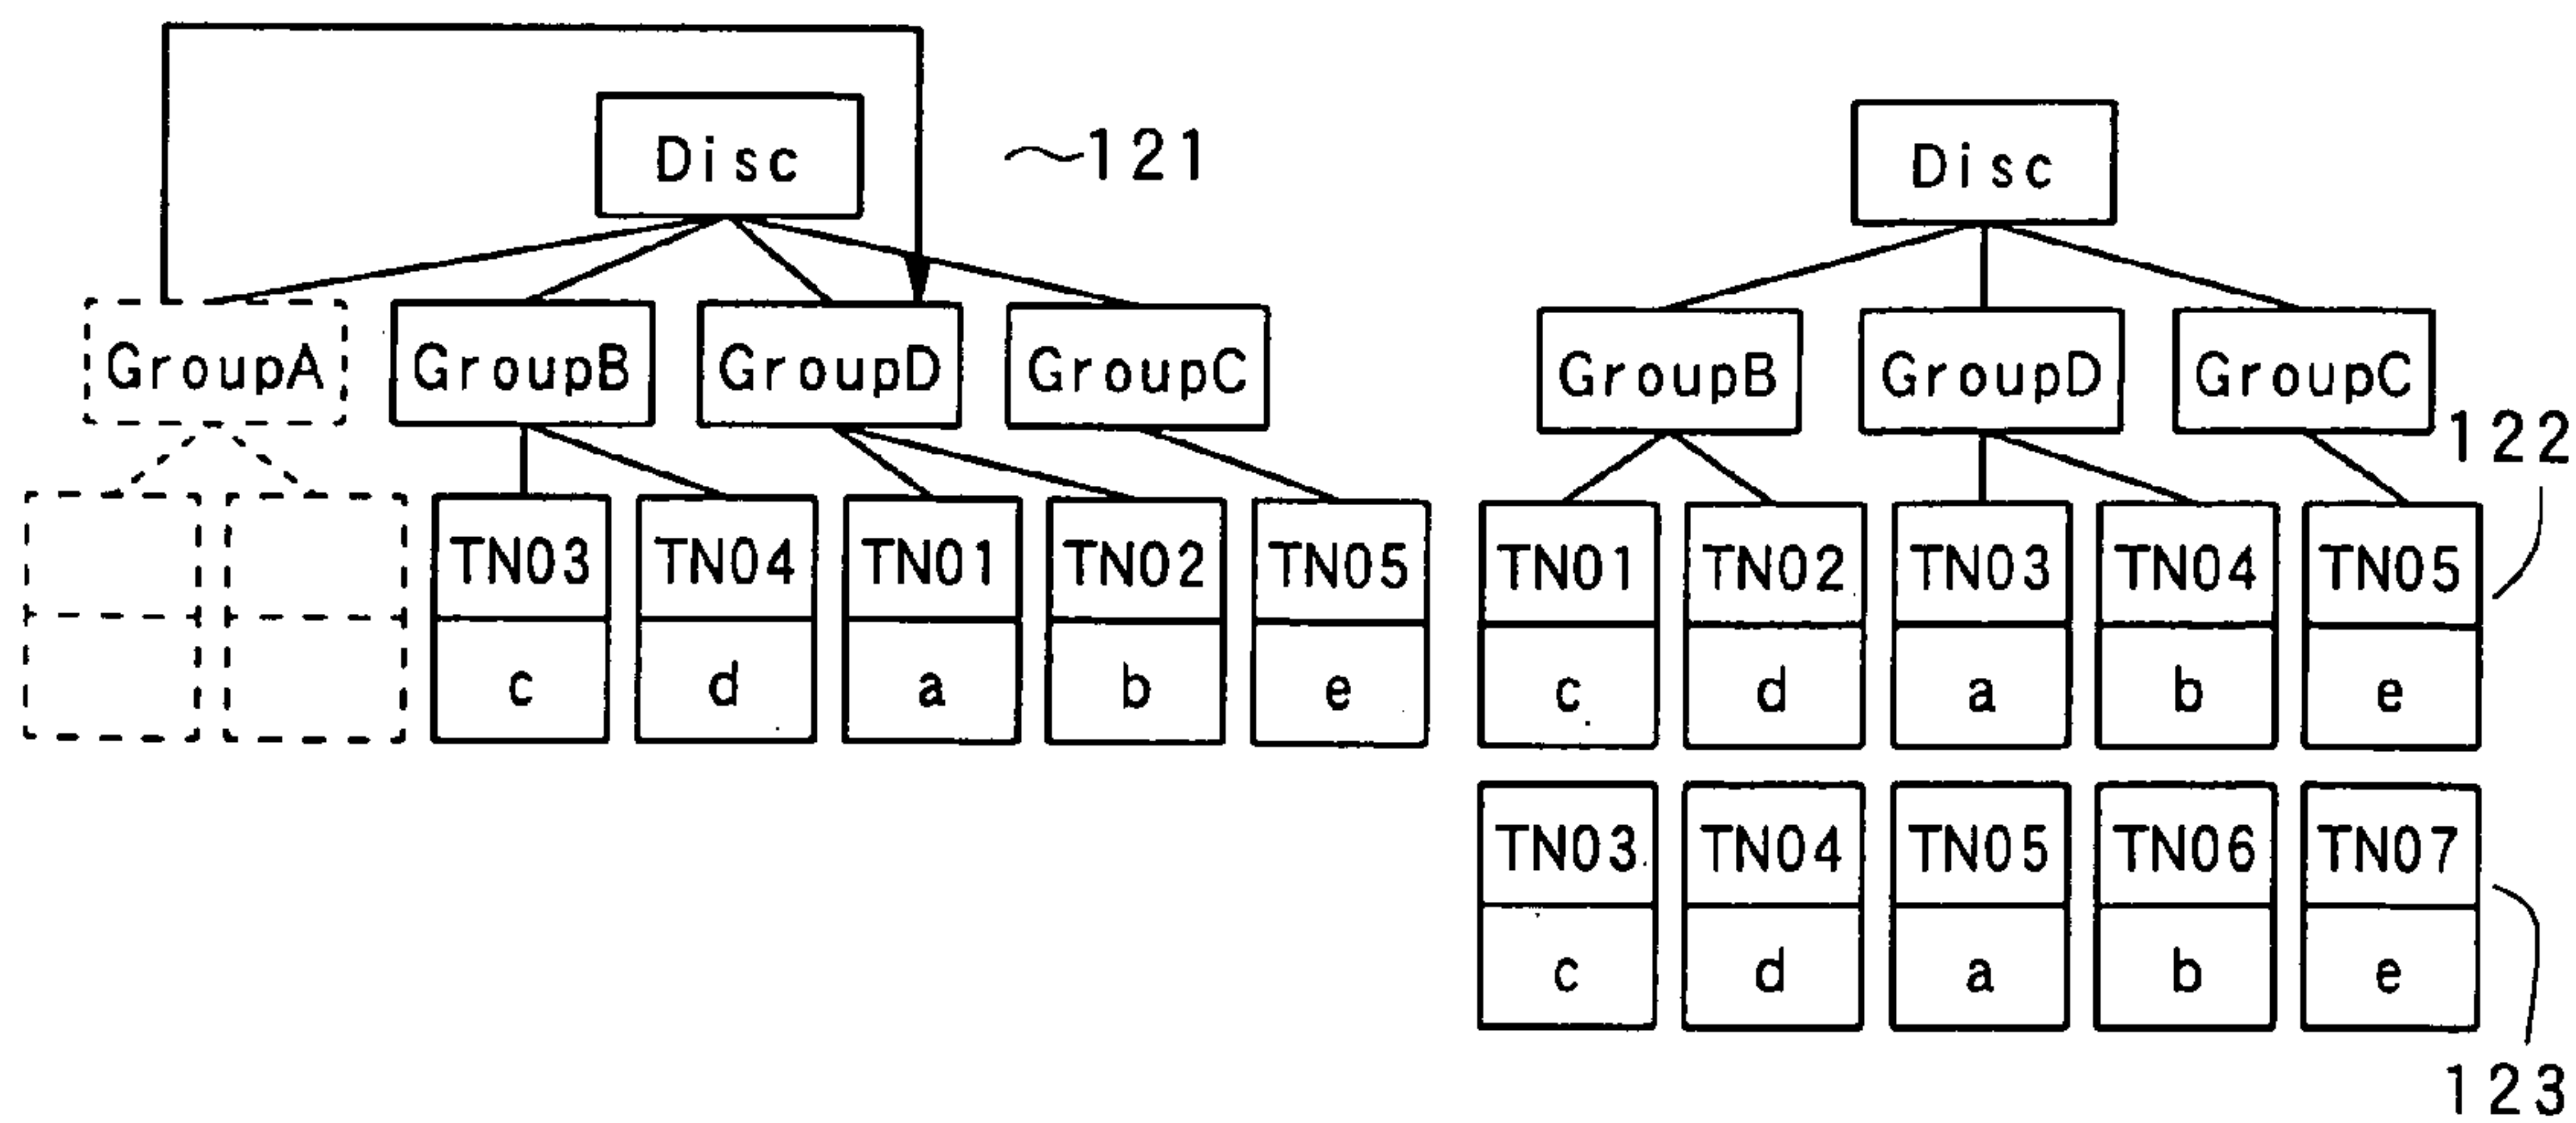 Disc 121 Disc
GroupA GroupB GroupD GroupC GroupB GroupD GroupC
122
TN03 TN04 TN01 TN02 TN05 TN01 TN02 TN03 TN04 TN05
c d a b e c d a b e
TN03 TN04 TN05 TN06 TN07
c d a b e
123